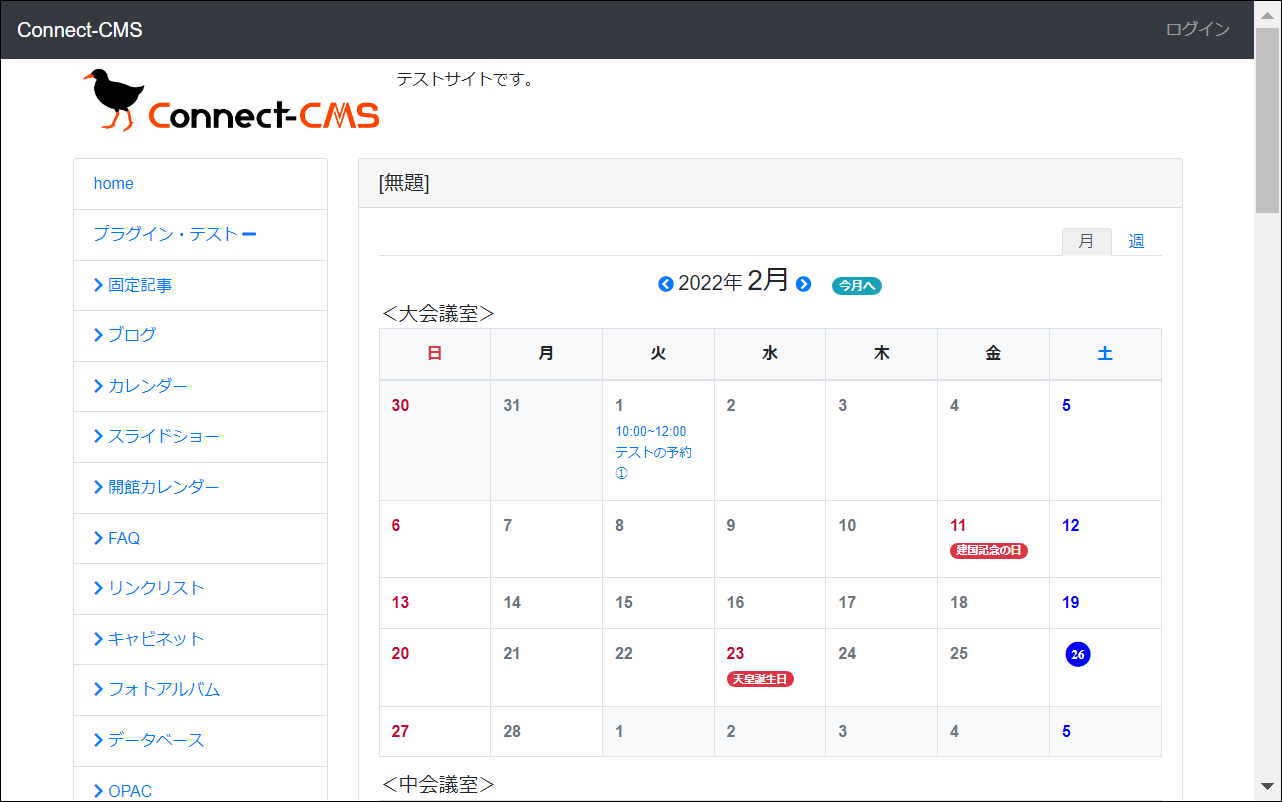 Connect-CMS
ログイン
Connect-CMS
テストサイトです。
home
プラグイン・テスト
固定記事
ブログ
カレンダー
スライドショー
開館カレンダー
FAQ
リンクリスト
キャビネット
フォトアルバム
データベース
OPAC
[無題]
月 週
2022年 2月 今月へ
＜大会議室＞
日 月 火 水 木 金 土
30 31 1 2 3 4 5
10:00~12:00
テストの予約
①
6 7 8 9 10 11 12
建国記念の日
13 14 15 16 17 18 19
20 21 22 23 24 25 26
天皇誕生日
27 28 1 2 3 4 5
＜中会議室＞